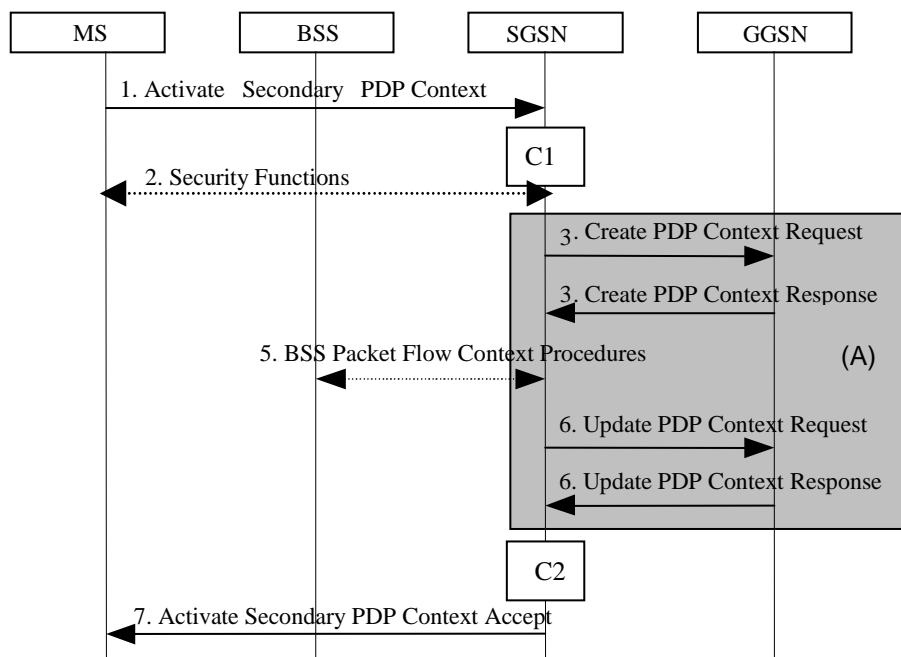 MS BSS SGSN GGSN
1. Activate Secondary PDP Context
C1
2. Security Functions
3. Create PDP Context Request
3. Create PDP Context Response
5. BSS Packet Flow Context Procedures
(A)
6. Update PDP Context Request
6. Update PDP Context Response
C2
7. Activate Secondary PDP Context Accept